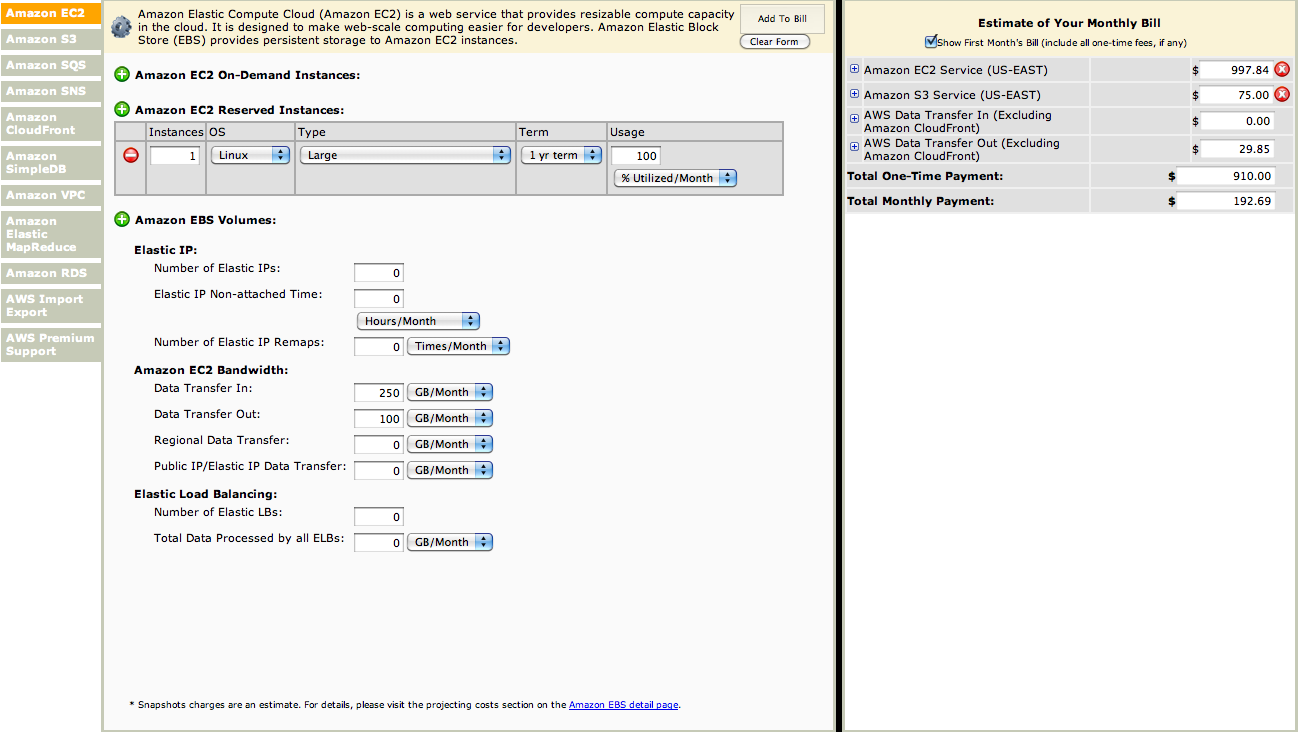 Amazon EC2
Amazon S3
Amazon SQS
Amazon SNS
Amazon
CloudFront
Amazon
SimpleDB
Amazon VPC
Amazon
Elastic
MapReduce
Amazon RDS
AWS Import
Export
AWS Premium
Support
Amazon Elastic Compute Cloud (Amazon EC2) is a web service that provides resizable compute capacity
in the cloud. It is designed to make web-scale computing easier for developers. Amazon Elastic Block
Store (EBS) provides persistent storage to Amazon EC2 instances.
Add To Bill
Clear Form
Amazon EC2 On-Demand Instances:
Amazon EC2 Reserved Instances:
Instances OS Type Term Usage
1 Linux Large 1 yr term 100
% Utilized/Month
Amazon EBS Volumes:
Elastic IP:
Number of Elastic IPs: 0
Elastic IP Non-attached Time: 0
Hours/Month
Number of Elastic IP Remaps: 0 Times/Month
Amazon EC2 Bandwidth:
Data Transfer In: 250 GB/Month
Data Transfer Out: 100 GB/Month
Regional Data Transfer: 0 GB/Month
Public IP/Elastic IP Data Transfer: 0 GB/Month
Elastic Load Balancing:
Number of Elastic LBs: 0
Total Data Processed by all ELBs: 0 GB/Month
* Snapshots charges are an estimate. For details, please visit the projecting costs section on the Amazon EBS detail page.
Estimate of Your Monthly Bill
Show First Month's Bill (include all one-time fees, if any)
Amazon EC2 Service (US-EAST) $ 997.84
Amazon S3 Service (US-EAST) $ 75.00
AWS Data Transfer In (Excluding
Amazon CloudFront) $ 0.00
AWS Data Transfer Out (Excluding
Amazon CloudFront) $ 29.85
Total One-Time Payment: $ 910.00
Total Monthly Payment: $ 192.69